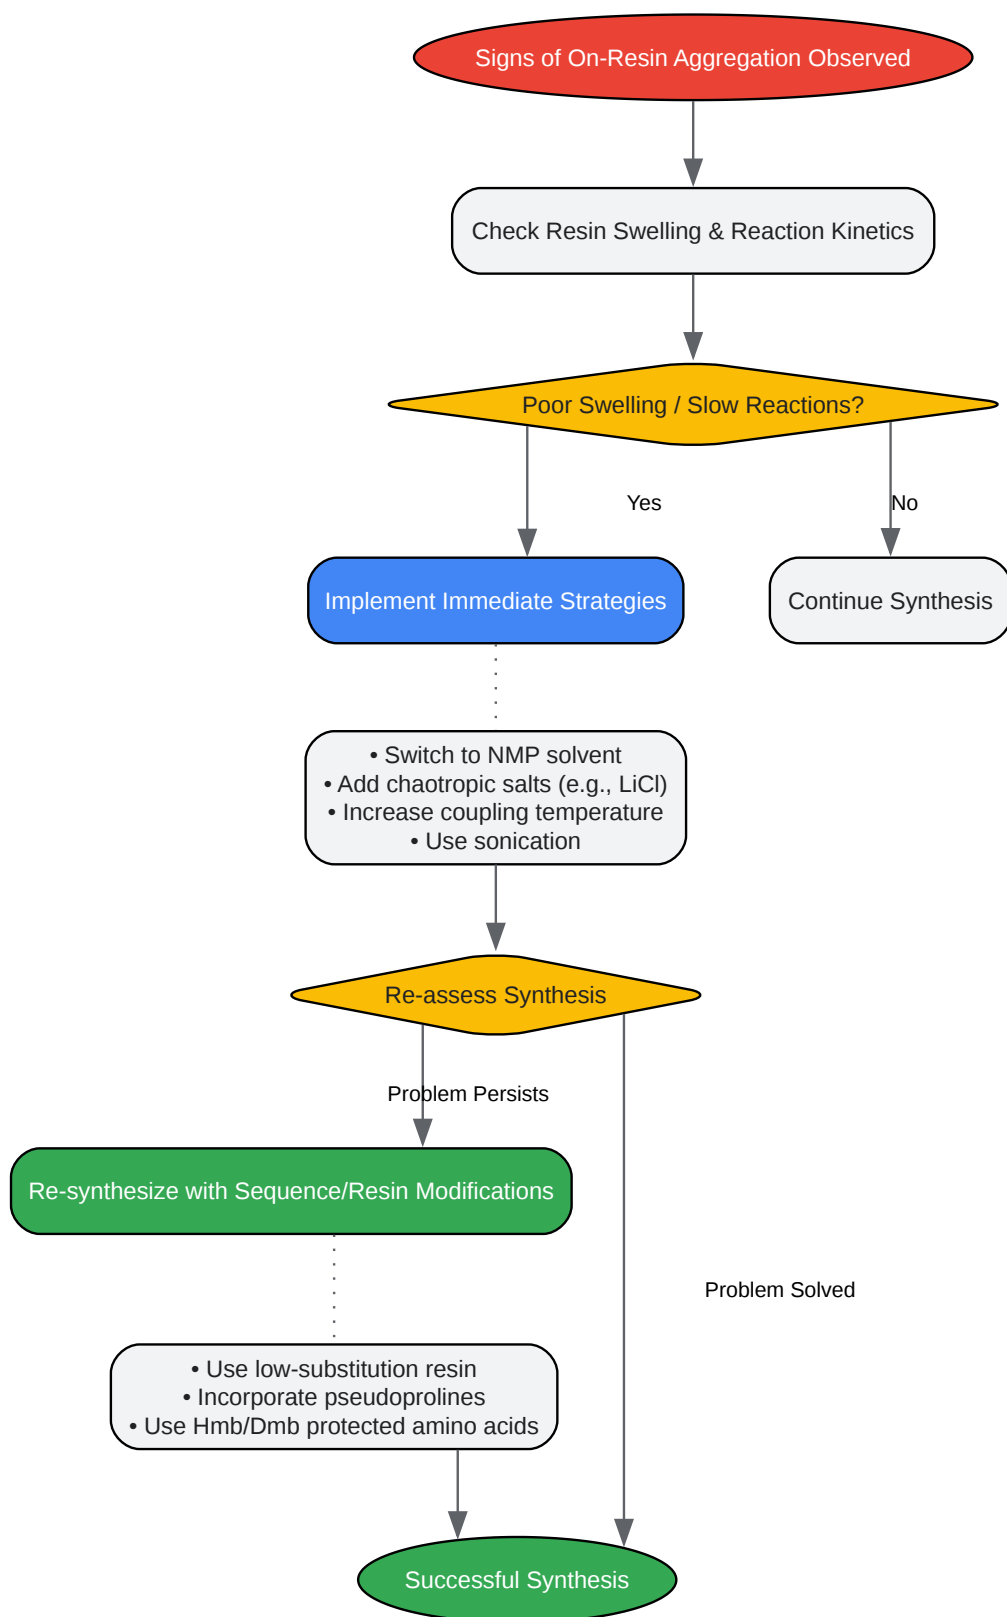 Signs of On-Resin Aggregation Observed
Check Resin Swelling & Reaction Kinetics
Poor Swelling / Slow Reactions?
Yes
No
Implement Immediate Strategies
Continue Synthesis
• Switch to NMP solvent
• Add chaotropic salts (e.g., LiCl)
• Increase coupling temperature
• Use sonication
Re-assess Synthesis
Problem Persists
Re-synthesize with Sequence/Resin Modifications
Problem Solved
• Use low-substitution resin
• Incorporate pseudoprolines
• Use Hmb/Dmb protected amino acids
Successful Synthesis